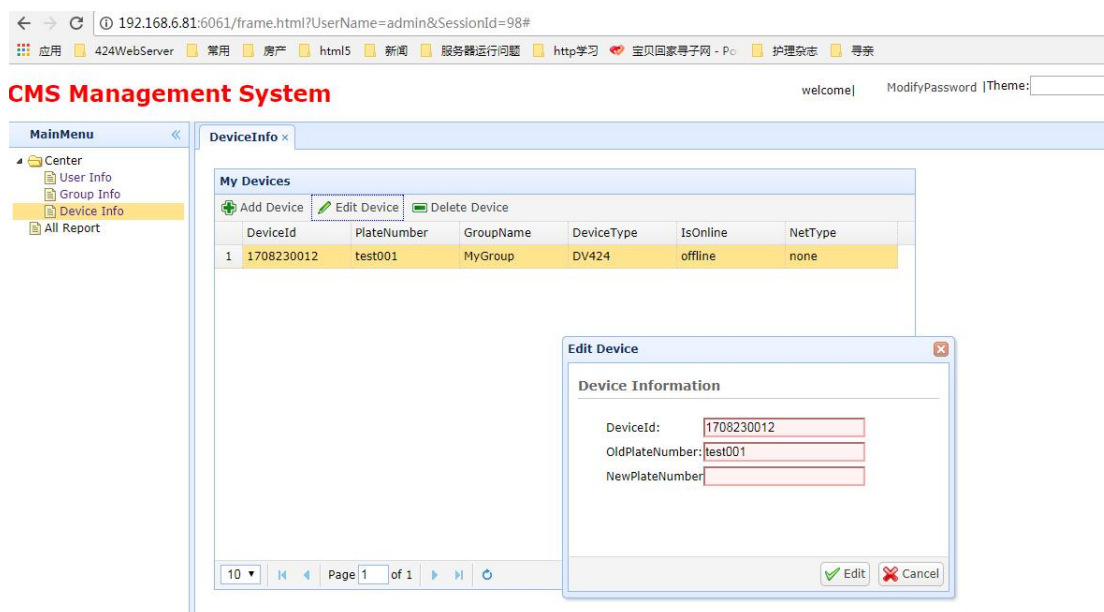 192.168.6.81:6061/frame.html?UserName=admin&SessionId=98#
应用 424WebServer 常用 房产 html5 新闻 服务器运行问题 http学习 宝贝回家寻子网 - Po 护理杂志 寻亲
CMS Management System
welcome| ModifyPassword |Theme:
MainMenu
DeviceInfo ×
Center
User Info
Group Info
Device Info
All Report
My Devices
Add Device Edit Device Delete Device
DeviceId PlateNumber GroupName DeviceType IsOnline NetType
1 1708230012 test001 MyGroup DV424 offline none
Edit Device
Device Information
DeviceId: 1708230012
OldPlateNumber: test001
NewPlateNumber
Edit Cancel
10 Page 1 of 1